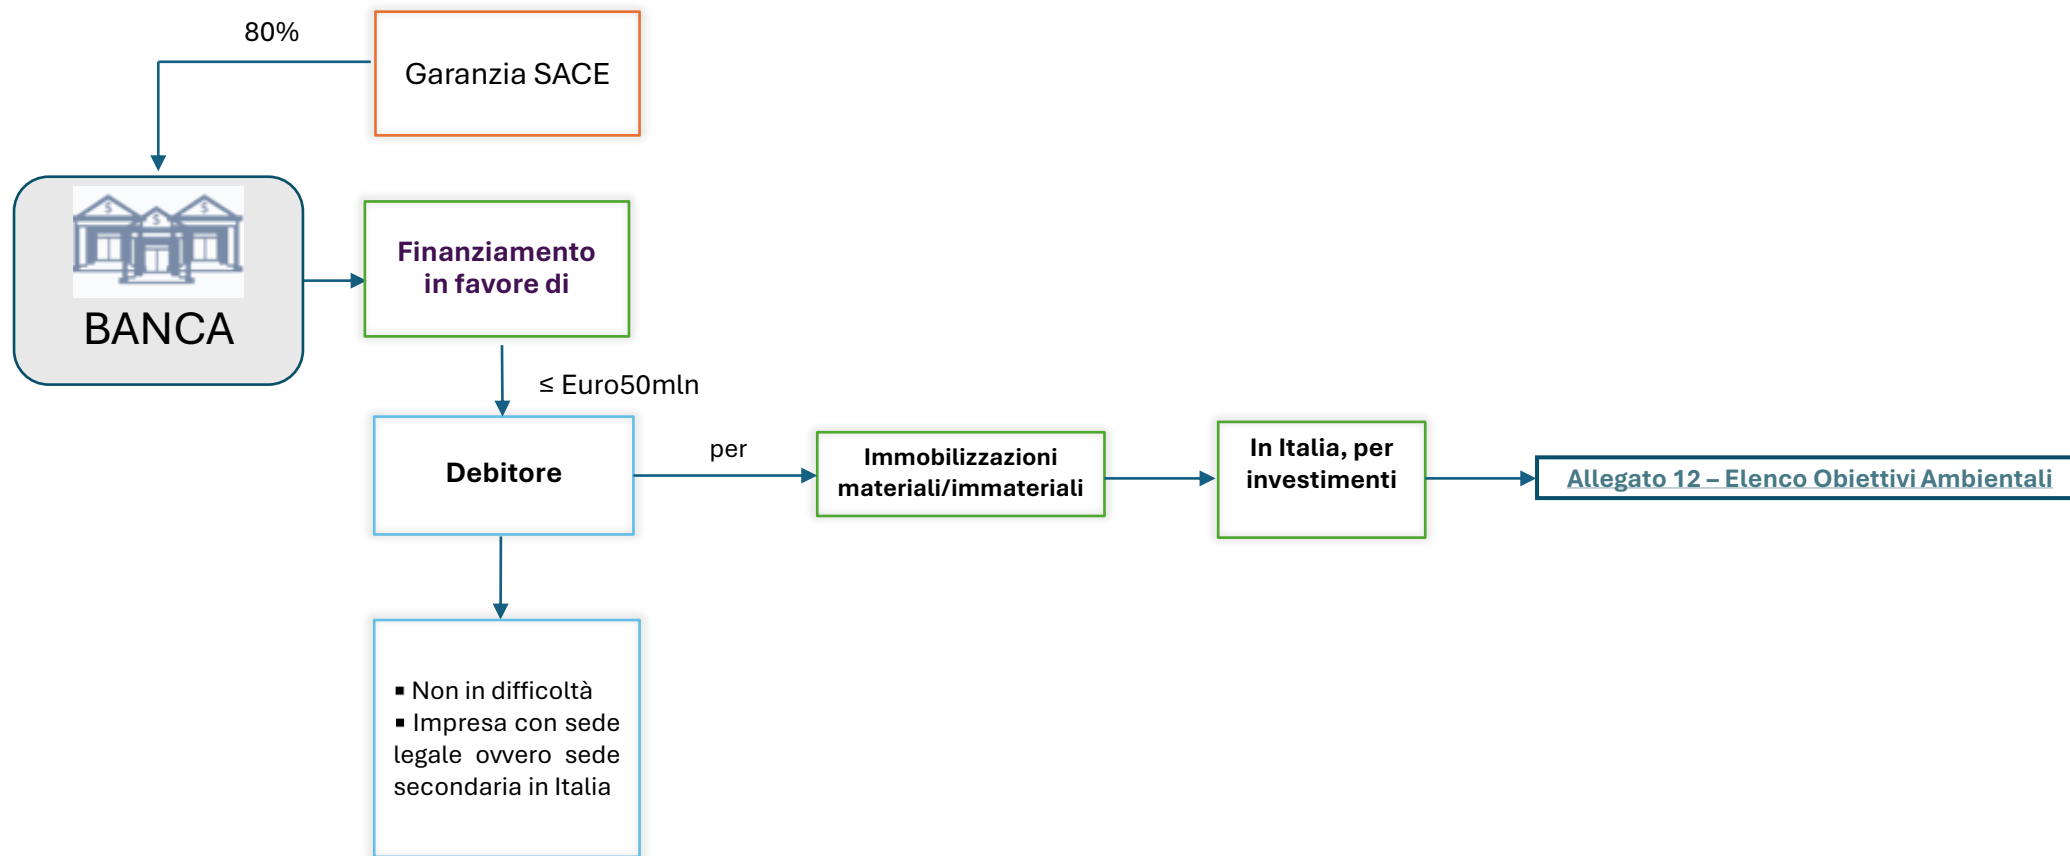 80%
Garanzia SACE
$ $ $
BANCA
Finanziamento
in favore di
≤ Euro50mln
Debitore
per
Immobilizzazioni
materiali/immateriali
In Italia, per
investimenti
Allegato 12 – Elenco Obiettivi Ambientali
▪ Non in difficoltà
▪ Impresa con sede
legale ovvero sede
secondaria in Italia